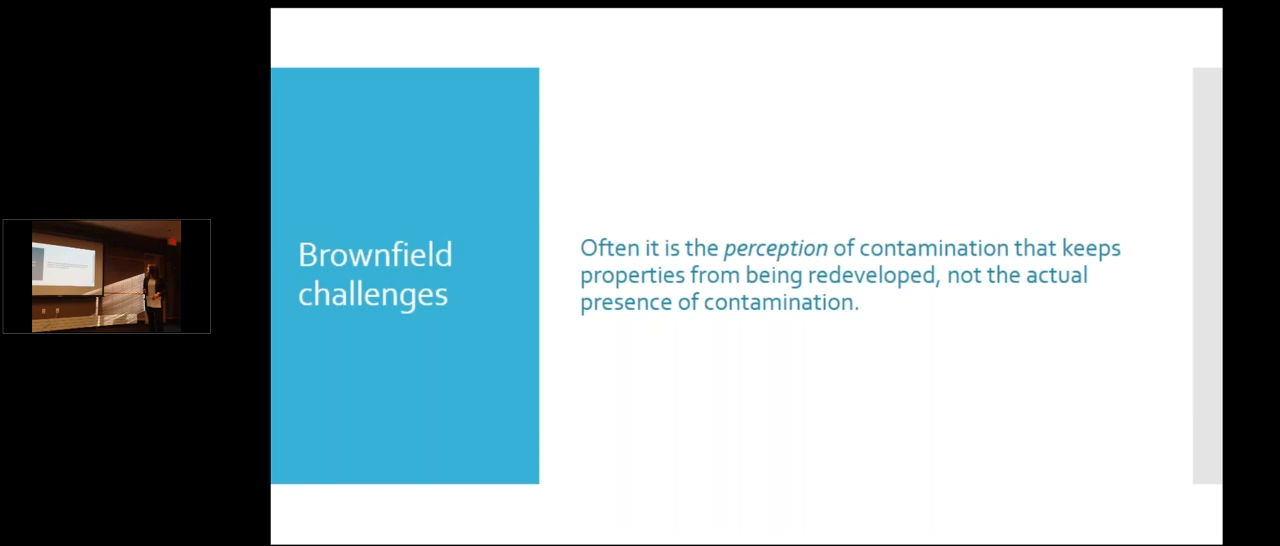 Brownfield
challenges
Often it is the perception of contamination that keeps
properties from being redeveloped, not the actual
presence of contamination.